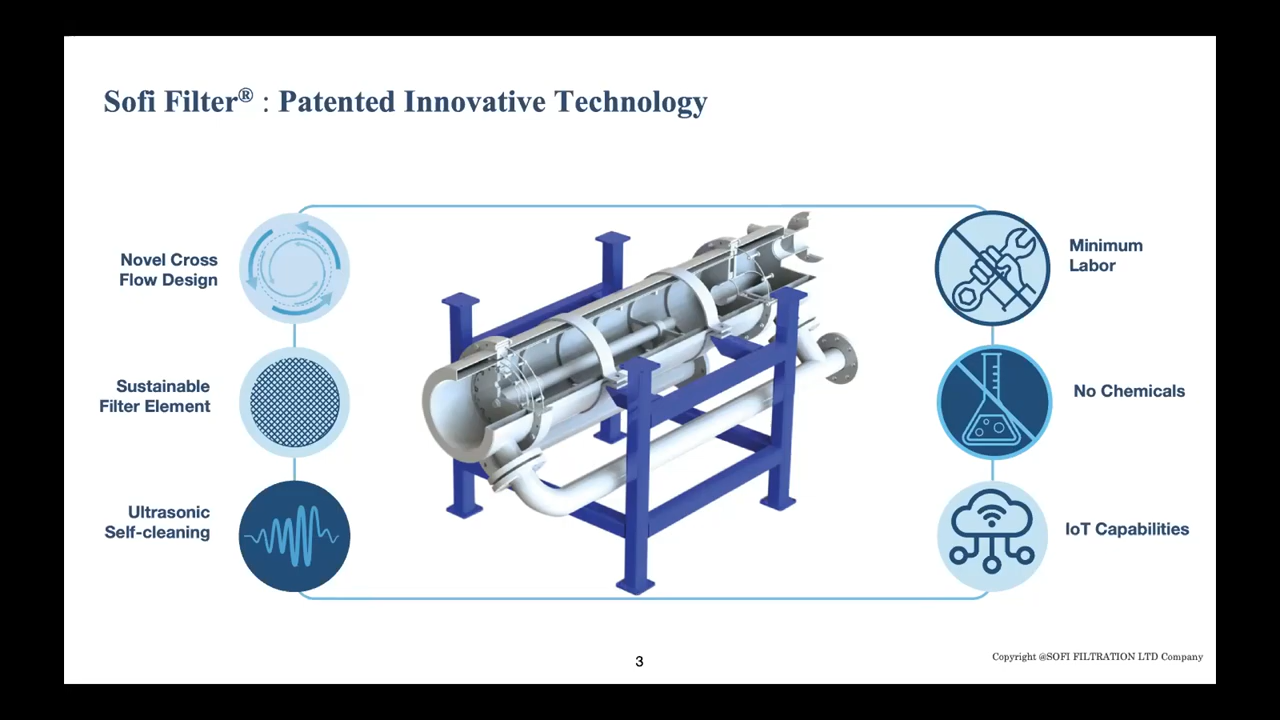 Sofi Filter® : Patented Innovative Technology
Novel Cross
Flow Design
Sustainable
Filter Element
Ultrasonic
Self-cleaning
Minimum
Labor
No Chemicals
IoT Capabilities
3
Copyright @SOFI FILTRATION LTD Company